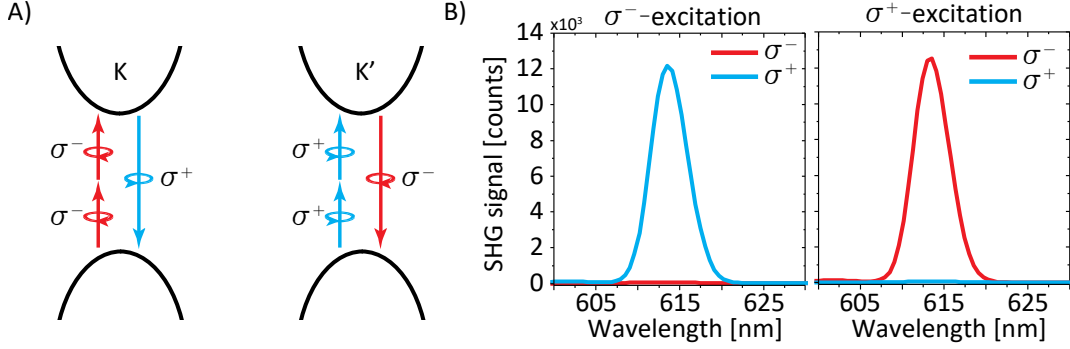 A)
K
σ⁻
σ⁻
σ⁺
K’
σ⁺
σ⁺
σ⁻
B)
σ⁻-excitation
σ⁺-excitation
×10³
SHG signal [counts]
14
12
10
8
6
4
2
0
σ⁻
σ⁺
605 615 625
Wavelength [nm]
σ⁻
σ⁺
605 615 625
Wavelength [nm]